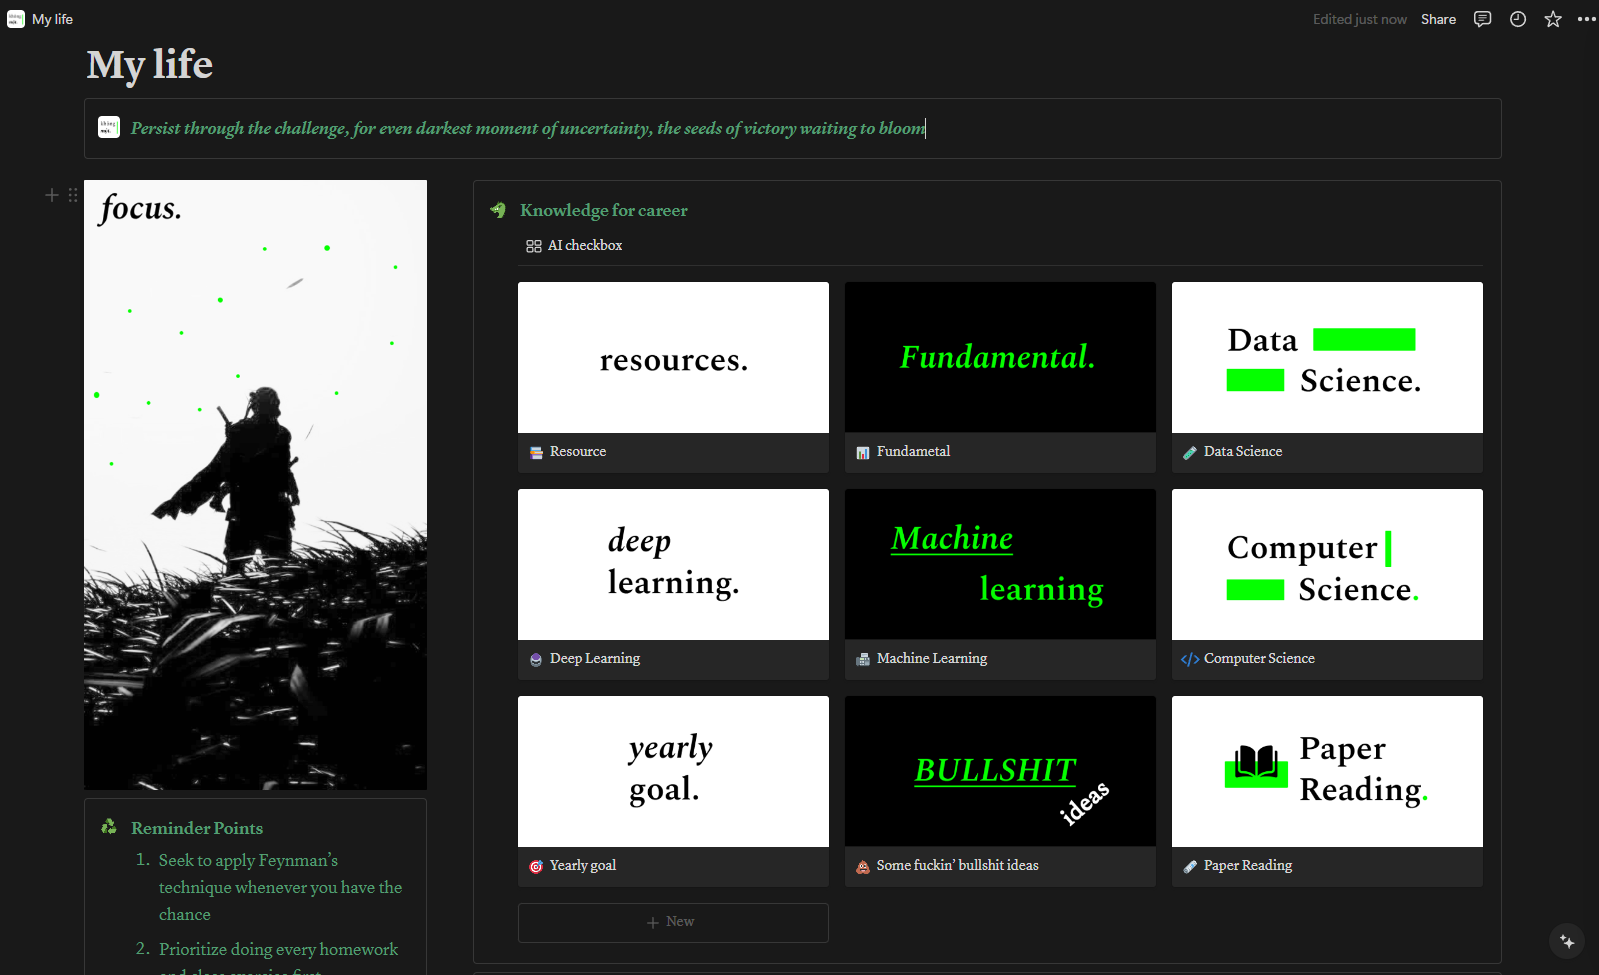 My life
Edited just now
Share
My life
Persist through the challenge, for even darkest moment of uncertainty, the seeds of victory waiting to bloom
focus.
Reminder Points
1. Seek to apply Feynman’s
technique whenever you have the
chance
2. Prioritize doing every homework
and class exercise first
Knowledge for career
AI checkbox
resources.
Resource
Fundamental.
Fundametal
Data
Science.
Data Science
deep
learning.
Deep Learning
Machine
learning
Machine Learning
Computer
Science.
Computer Science
yearly
goal.
Yearly goal
BULLSHIT
ideas
Some fuckin’ bullshit ideas
Paper
Reading.
Paper Reading
New